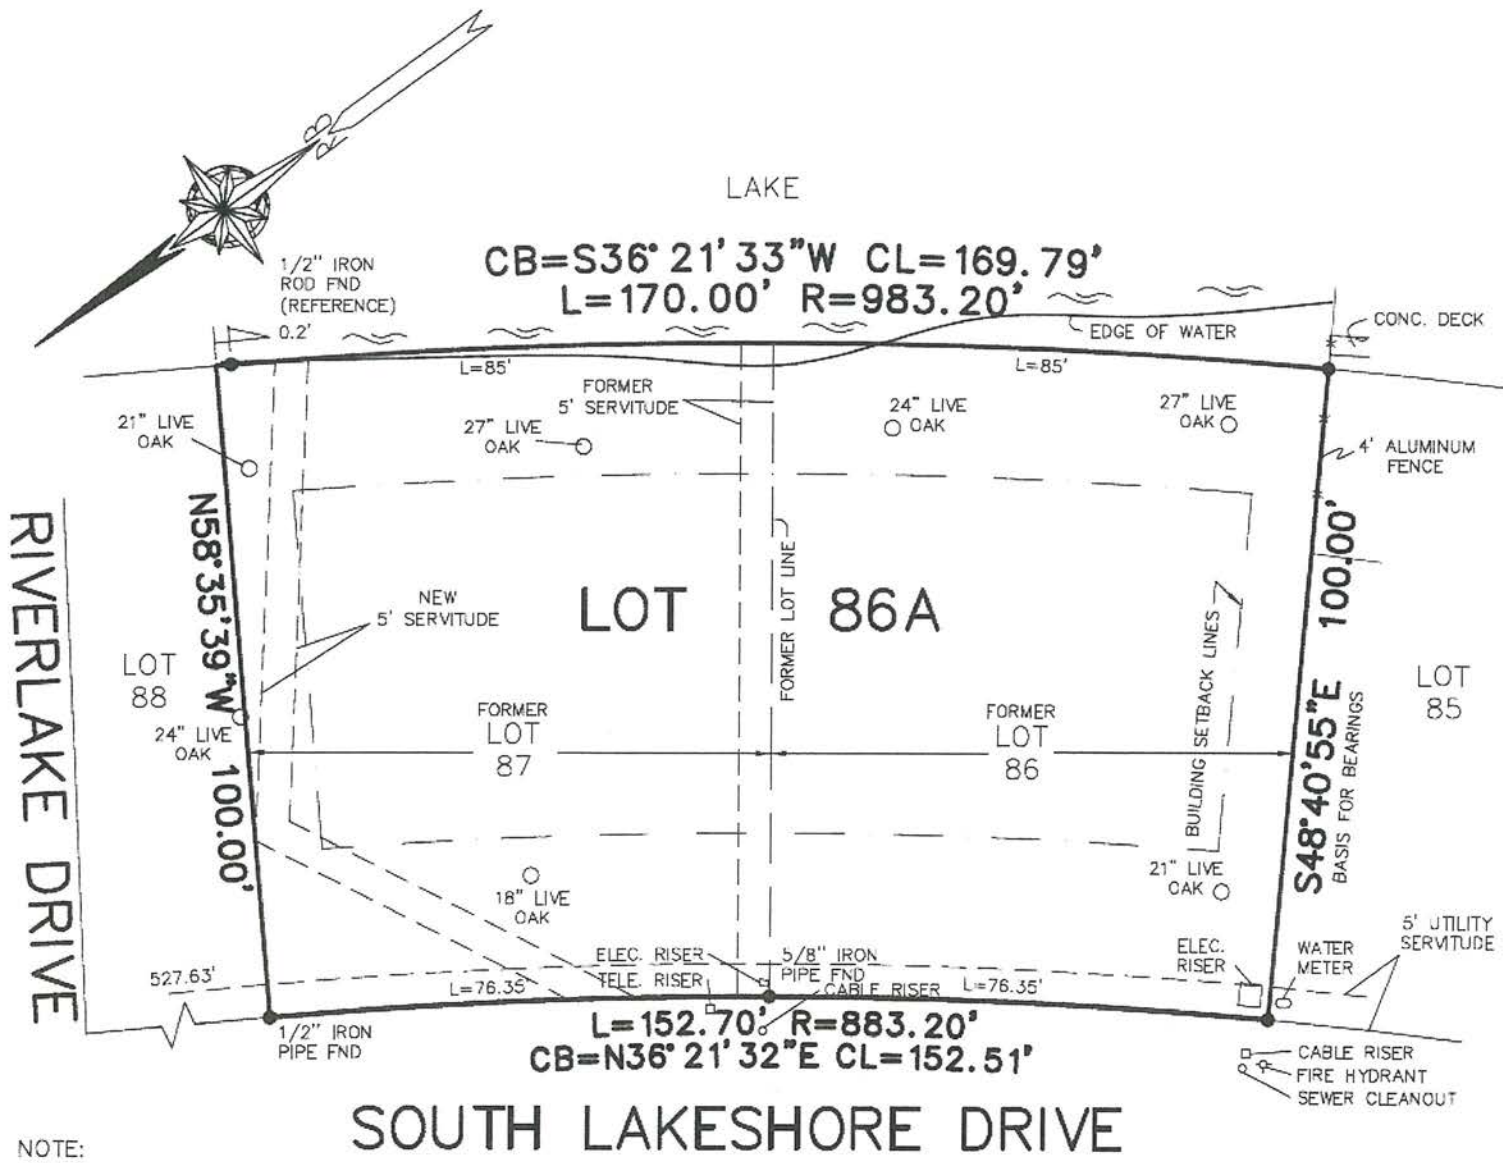 LAKE
CB=S36°21'33"W CL=169.79'
L=170.00' R=983.20'
1/2" IRON
ROD FND
(REFERENCE)
0.2'
EDGE OF WATER
CONC. DECK
L=85'
L=85'
FORMER
5' SERVITUDE
21" LIVE
OAK
27" LIVE
OAK
24" LIVE
OAK
27" LIVE
OAK
4' ALUMINUM
FENCE
RIVERLAKE DRIVE
N58°35'39"W 100.00'
NEW
5' SERVITUDE
LOT 86A
FORMER LOT LINE
BUILDING SETBACK LINES
S48°40'55"E 100.00'
BASIS FOR BEARINGS
LOT
88
LOT
85
24" LIVE
OAK
FORMER
LOT
87
FORMER
LOT
86
18" LIVE
OAK
21" LIVE
OAK
5' UTILITY
SERVITUDE
ELEC. RISER
TELE. RISER
5/8" IRON
PIPE FND
CABLE RISER
ELEC.
RISER
WATER
METER
527.63'
L=76.35'
L=76.35'
1/2" IRON
PIPE FND
L=152.70' R=883.20'
CB=N36°21'32"E CL=152.51'
CABLE RISER
FIRE HYDRANT
SEWER CLEANOUT
SOUTH LAKESHORE DRIVE
NOTE: